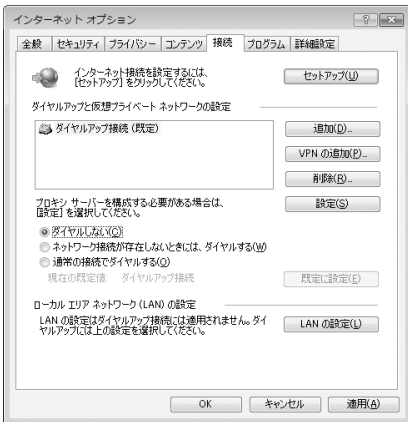 インターネット オプション
全般 セキュリティ プライバシー コンテンツ 接続 プログラム 詳細設定
インターネット接続を設定するには、
[セットアップ] をクリックしてください。
セットアップ(U)
ダイヤルアップと仮想プライベート ネットワークの設定
ダイヤルアップ接続 (既定)
追加(D)...
VPN の追加(P)...
削除(R)...
プロキシ サーバーを構成する必要がある場合は、
[設定] を選択してください。
設定(S)
ダイヤルしない(C)
ネットワーク接続が存在しないときには、ダイヤルする(W)
通常の接続でダイヤルする(O)
現在の既定値: ダイヤルアップ接続
既定に設定(E)
ローカル エリア ネットワーク (LAN) の設定
LAN の設定はダイヤルアップ接続には適用されません。ダイ
ヤルアップには上の設定を選択してください。
LAN の設定(L)
OK キャンセル 適用(A)